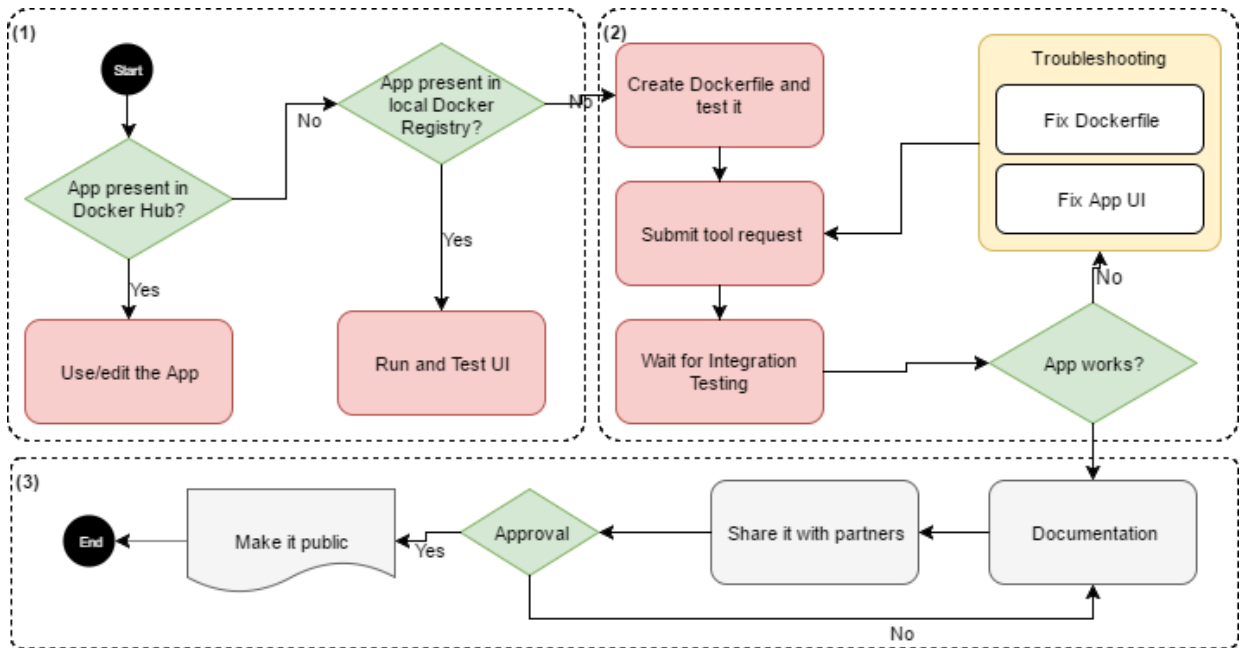 (1)
Start
App present in
Docker Hub?
No
Yes
Use/edit the App
App present in
local Docker
Registry?
No
Yes
Run and Test UI
(2)
Create Dockerfile and
test it
Submit tool request
Wait for Integration
Testing
Troubleshooting
Fix Dockerfile
Fix App UI
No
App works?
(3)
End
Make it public
Yes
Approval
Share it with partners
Documentation
No